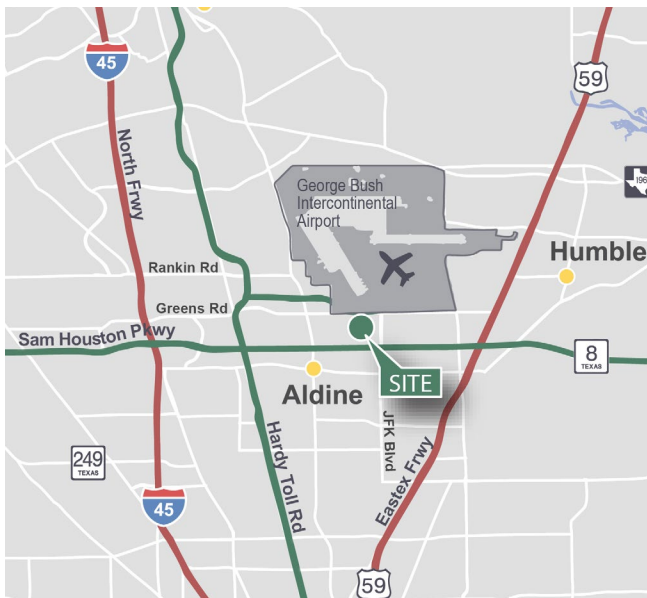 45
59
North Frwy
George Bush
Intercontinental
Airport
Humble
Rankin Rd
Greens Rd
Sam Houston Pkwy
8
TEXAS
SITE
Aldine
JFK Blvd
Hardy Toll Rd
Eastex Frwy
249
TEXAS
45
59